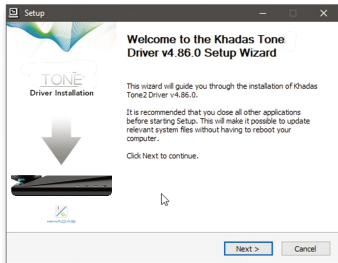 Setup
Welcome to the Khadas Tone
Driver v4.86.0 Setup Wizard
TONE
Driver Installation
This wizard will guide you through the installation of Khadas
Tone2 Driver v4.86.0.
It is recommended that you close all other applications
before starting Setup. This will make it possible to update
relevant system files without having to reboot your
computer.
Click Next to continue.
KHADAS
Next >
Cancel